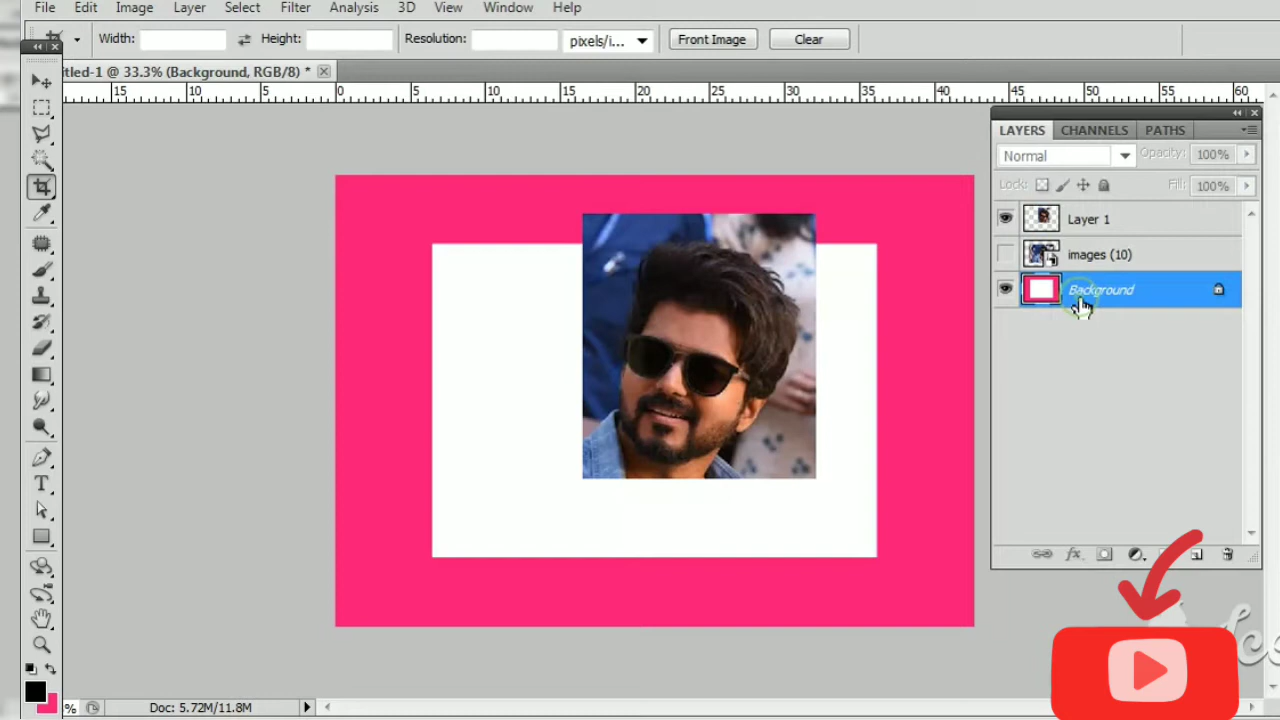 File Edit Image Layer Select Filter Analysis 3D View Window Help
Width: Height: Resolution: pixels/i... Front Image Clear
itled-1 @ 33.3% (Background, RGB/8) *
15 10 5 0 5 10 15 20 25 30 35 40 45 50 55 60
LAYERS CHANNELS PATHS
Normal Opacity: 100%
Lock: Fill: 100%
Layer 1
images (10)
Background
% Doc: 5.72M/11.8M